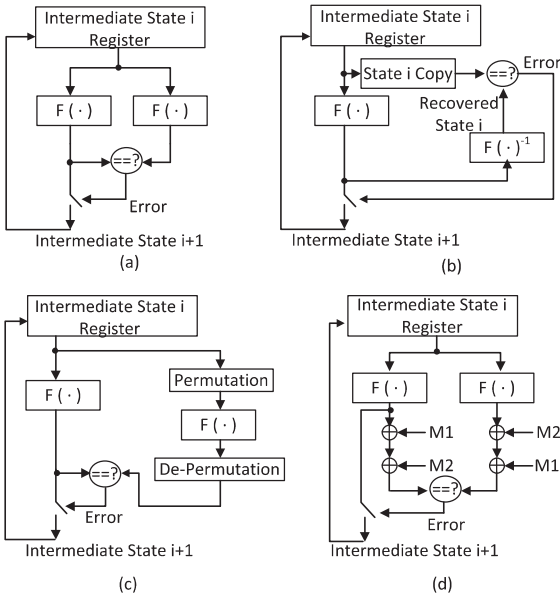 Intermediate State i
Register
F ( · )
F ( · )
==?
Error
Intermediate State i+1
(a)
Intermediate State i
Register
State i Copy
==?
Error
F ( · )
Recovered
State i
F ( · )-1
Intermediate State i+1
(b)
Intermediate State i
Register
Permutation
F ( · )
F ( · )
De-Permutation
==?
Error
Intermediate State i+1
(c)
Intermediate State i
Register
F ( · )
F ( · )
M1
M2
M2
M1
==?
Error
Intermediate State i+1
(d)